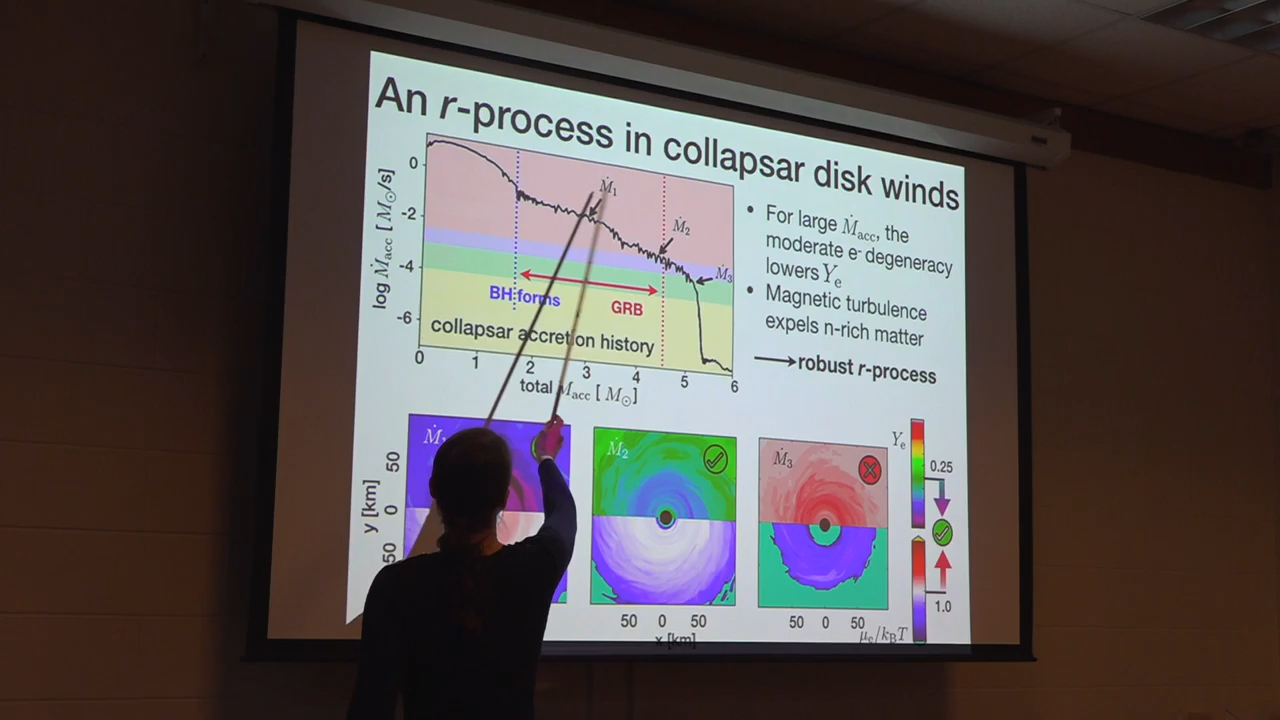 An r-process in collapsar disk winds
log Ṁacc [ M⊙/s]
0
-2
-4
-6
Ṁ1
Ṁ2
Ṁ3
BH forms
GRB
collapsar accretion history
0 1 2 3 4 5 6
total Macc [ M⊙]
• For large Ṁacc, the
moderate e- degeneracy
lowers Ye
• Magnetic turbulence
expels n-rich matter
⟶robust r-process
y [km]
50
0
50
Ṁ2
Ṁ3
50 0 50
50 0 50
x [km]
Ye
0.25
1.0
μe/kBT